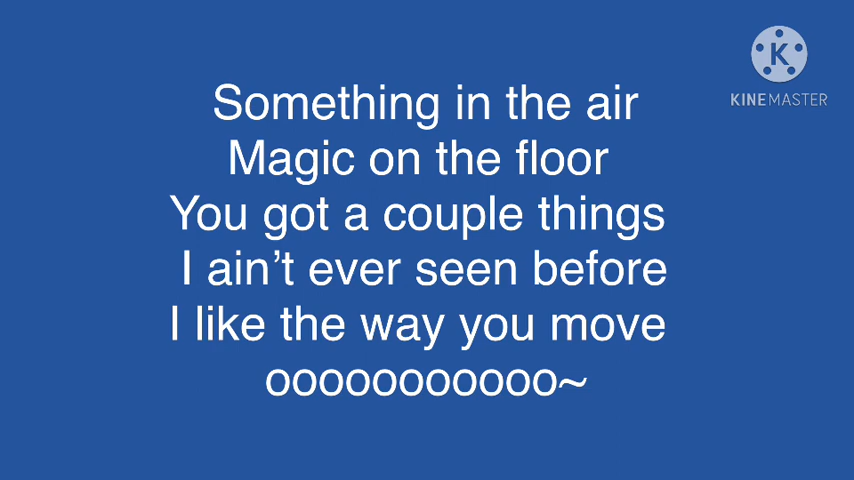 Something in the air
Magic on the floor
You got a couple things
I ain’t ever seen before
I like the way you move
ooooooooooo~
K
KINEMASTER